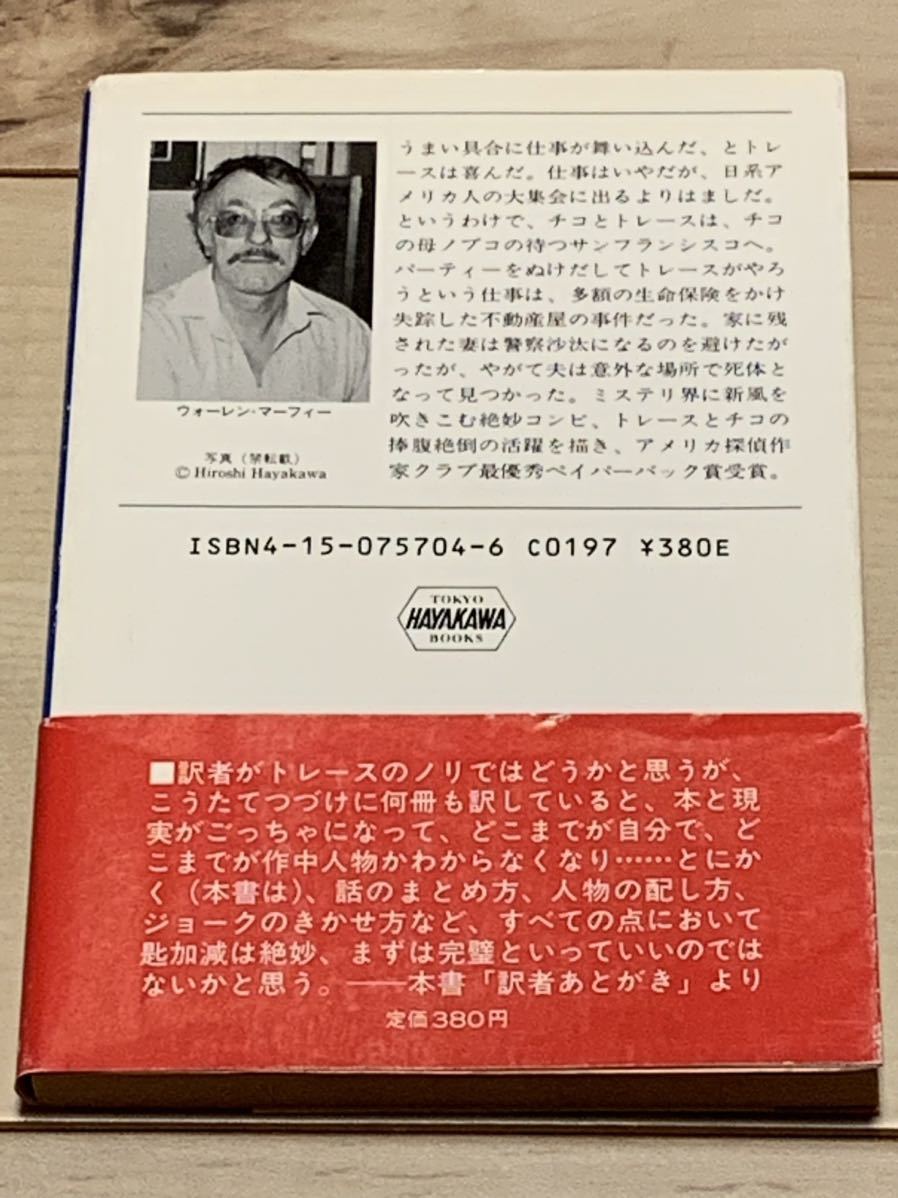 うまい具合に仕事が舞い込んだ、とトレ
ースは喜んだ。仕事はいやだが、日系ア
メリカ人の大集会に出るよりはましだ。
というわけで、チコとトレースは、チコ
の母ノブコの待つサンフランシスコへ。
パーティーをぬけだしてトレースがやろ
うという仕事は、多額の生命保険をかけ
失踪した不動産屋の事件だった。家に残
された妻は警察沙汰になるのを避けたが
ったが、やがて夫は意外な場所で死体と
なって見つかった。ミステリ界に新風を
吹きこむ絶妙コンビ、トレースとチコの
捧腹絶倒の活躍を描き、アメリカ探偵作
家クラブ最優秀ペイパーバック賞受賞。
ウォーレン・マーフィー
写真（禁転載）
© Hiroshi Hayakawa
ISBN4-15-075704-6 C0197 ¥380E
TOKYO
HAYAKAWA
BOOKS
■訳者がトレースのノリではどうかと思うが、
こうたてつづけに何冊も訳していると、本と現
実がごっちゃになって、どこまでが自分で、ど
こまでが作中人物かわからなくなり……とにか
く（本書は）、話のまとめ方、人物の配し方、
ジョークのきかせ方など、すべての点において
匙加減は絶妙、まずは完璧といっていいのでは
ないかと思う。――本書「訳者あとがき」より
定価380円